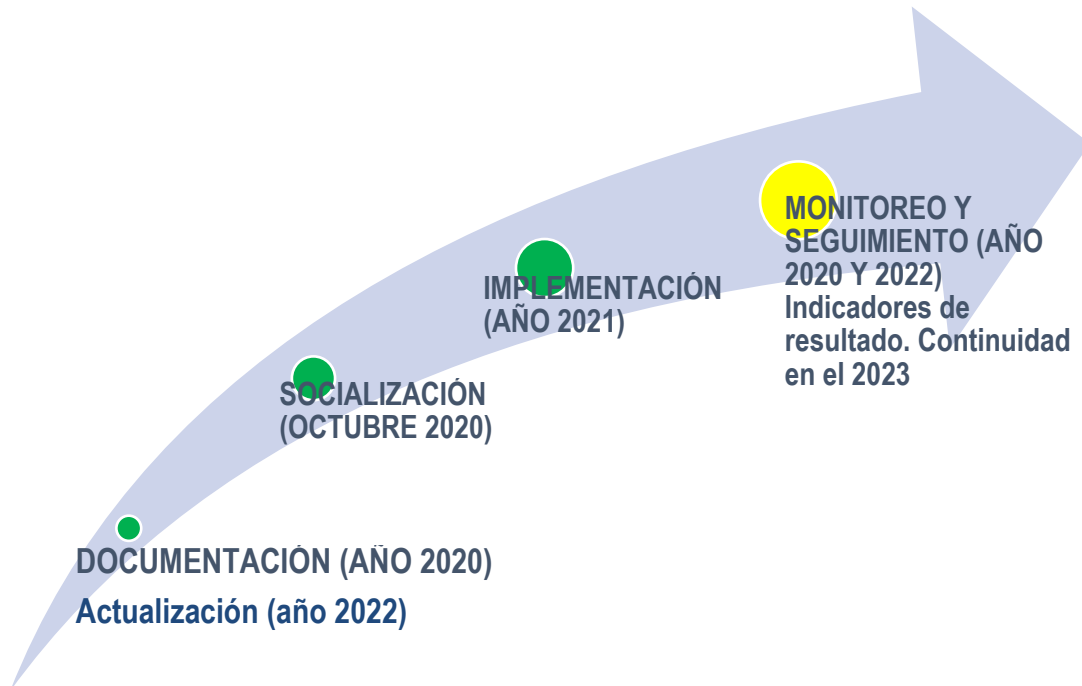 DOCUMENTACIÓN (AÑO 2020)
Actualización (año 2022)
SOCIALIZACIÓN
(OCTUBRE 2020)
IMPLEMENTACIÓN
(AÑO 2021)
MONITOREO Y
SEGUIMIENTO (AÑO
2020 Y 2022)
Indicadores de
resultado. Continuidad
en el 2023